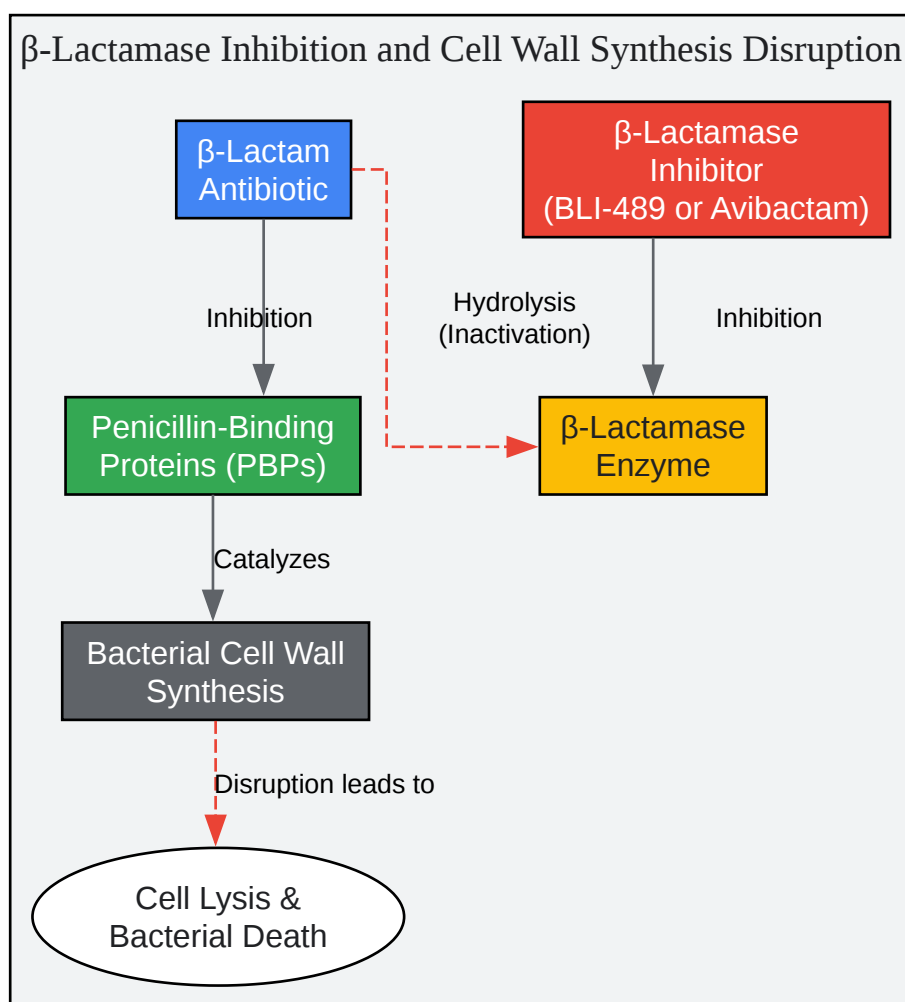 β-Lactamase Inhibition and Cell Wall Synthesis Disruption
β-Lactam
Antibiotic
β-Lactamase
Inhibitor
(BLI-489 or Avibactam)
Inhibition
Hydrolysis
(Inactivation)
Inhibition
Penicillin-Binding
Proteins (PBPs)
β-Lactamase
Enzyme
Catalyzes
Bacterial Cell Wall
Synthesis
Disruption leads to
Cell Lysis &
Bacterial Death